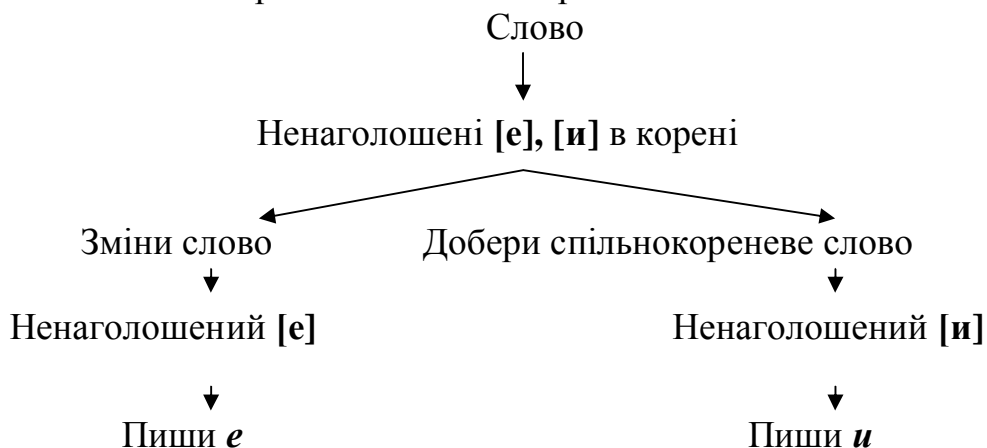 Слово
Ненаголошені [е], [и] в корені
Зміни слово Добери спільнокореневе слово
Ненаголошений [е] Ненаголошений [и]
Пиши е Пиши и